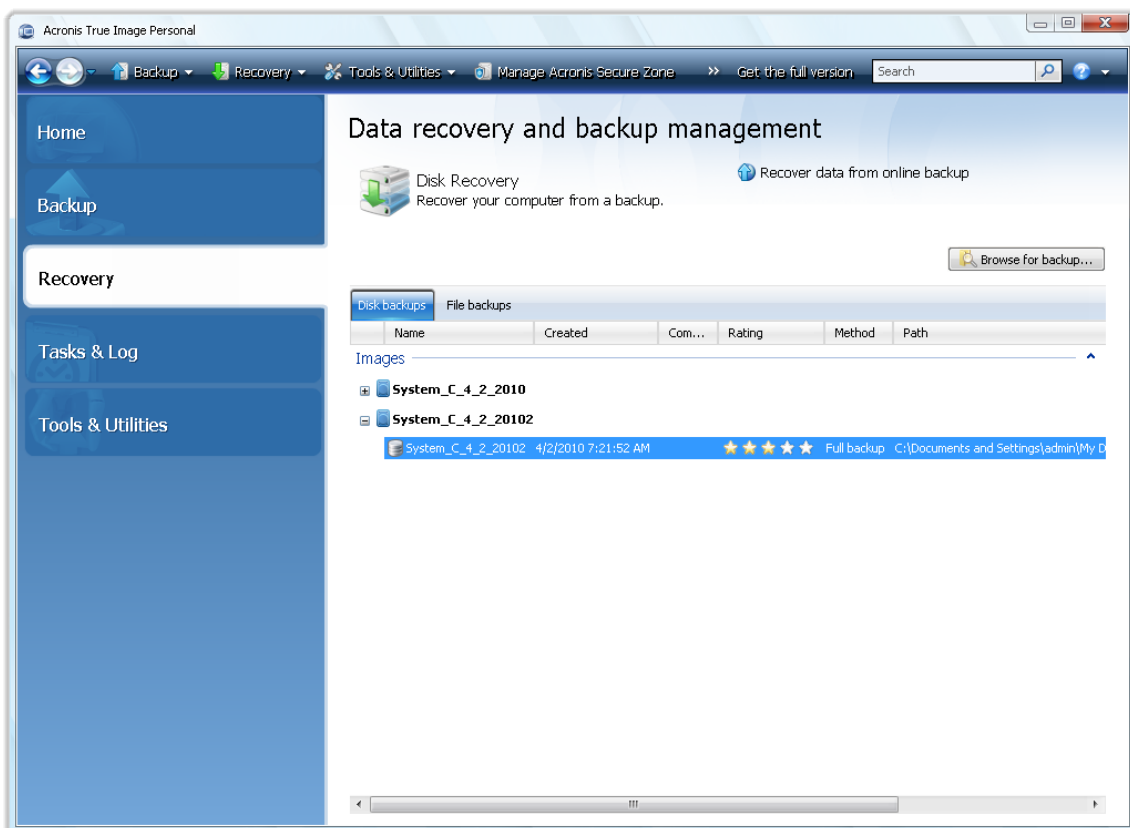 Acronis True Image Personal
Backup Recovery Tools & Utilities Manage Acronis Secure Zone >> Get the full version Search
Home
Backup
Recovery
Tasks & Log
Tools & Utilities
Data recovery and backup management
Disk Recovery
Recover your computer from a backup.
Recover data from online backup
Browse for backup...
Disk backups File backups
Name Created Com... Rating Method Path
Images
System_C_4_2_2010
System_C_4_2_20102
System_C_4_2_20102 4/2/2010 7:21:52 AM Full backup C:\Documents and Settings\admin\My D